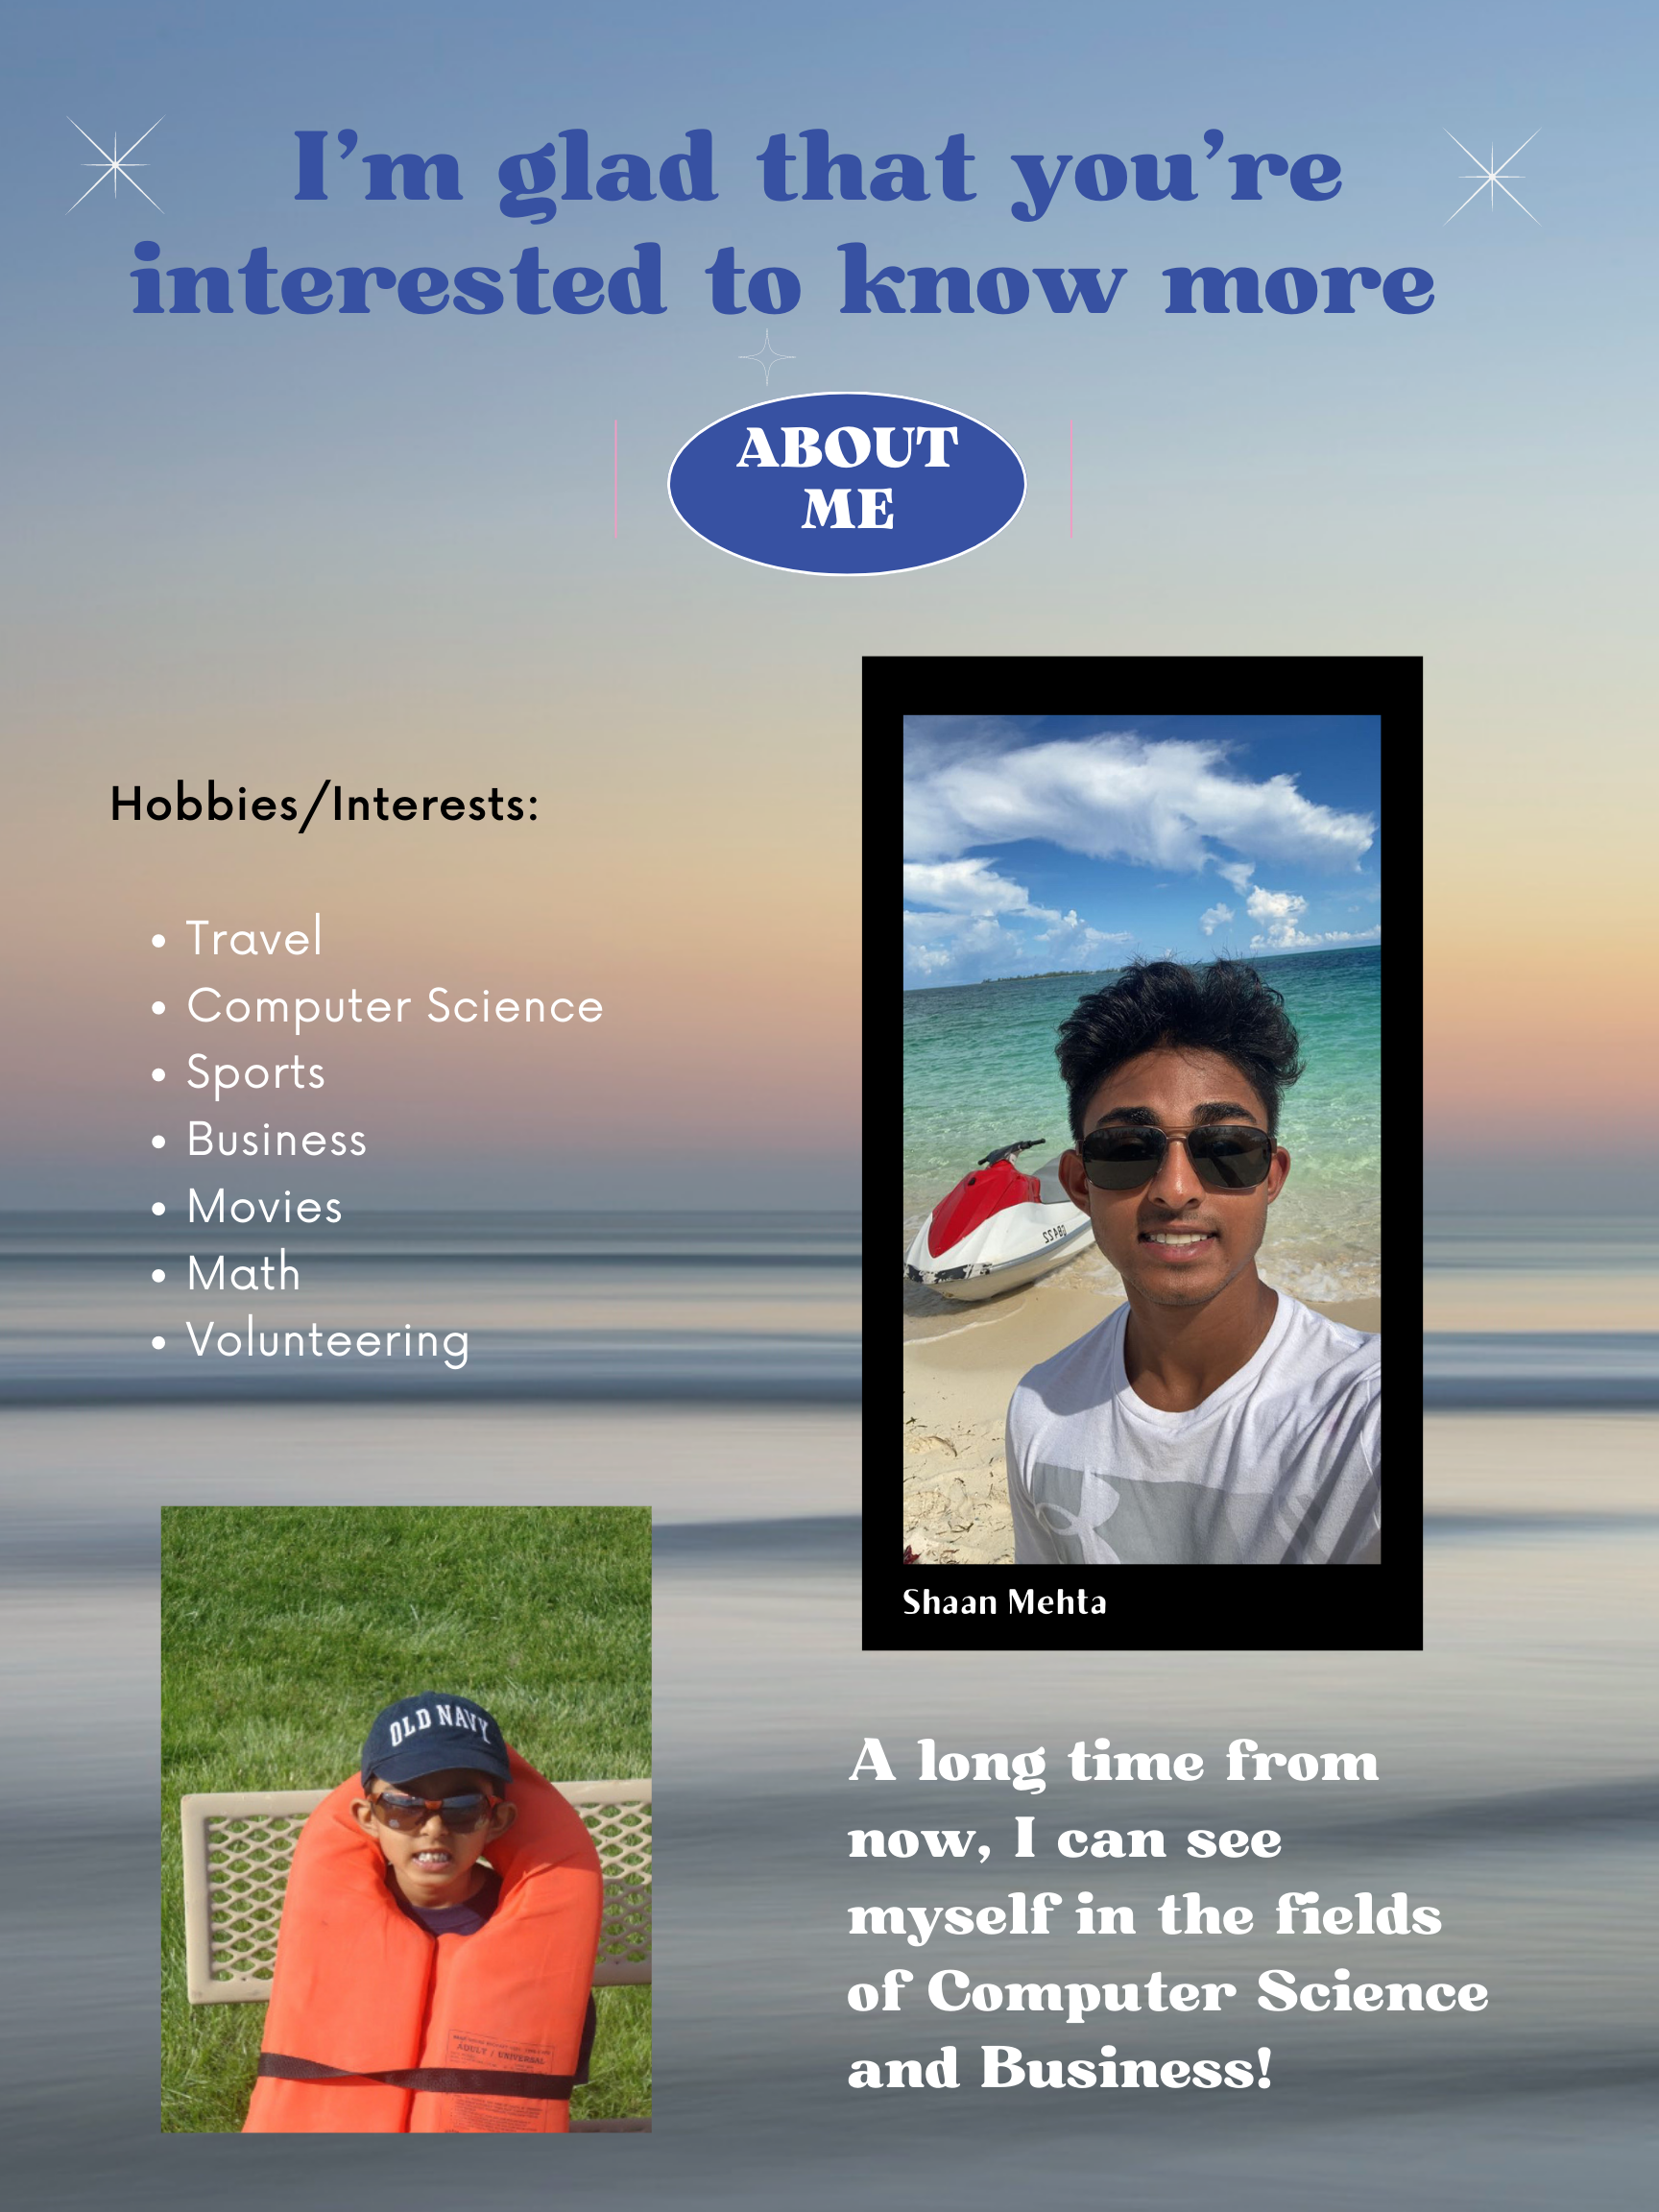 I'm glad that you're
interested to know more
ABOUT
ME
Hobbies/Interests:
• Travel
• Computer Science
• Sports
• Business
• Movies
• Math
• Volunteering
Shaan Mehta
OLD NAVY
ADULT / UNIVERSAL
A long time from
now, I can see
myself in the fields
of Computer Science
and Business!